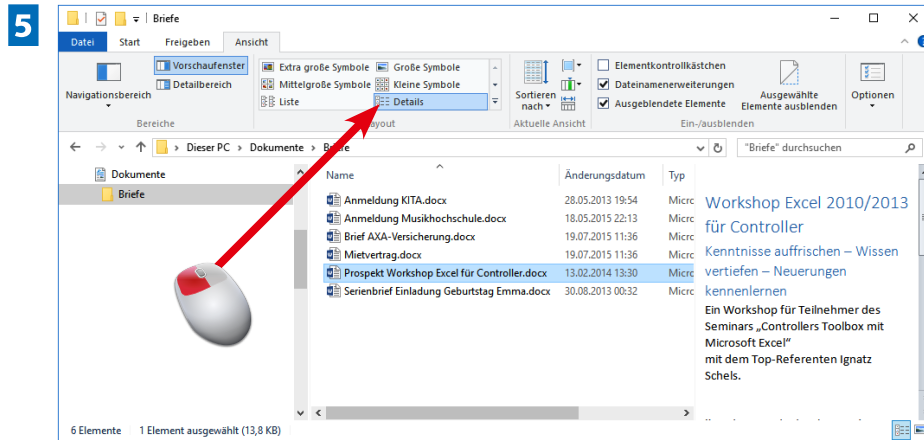 5
Briefe
Datei Start Freigeben Ansicht
Navigationsbereich
Vorschaufenster
Detailbereich
Bereiche
Extra große Symbole Große Symbole
Mittelgroße Symbole Kleine Symbole
Liste Details
Sortieren
nach
Aktuelle Ansicht
Elementkontrollkästchen
Dateinamenerweiterungen
Ausgeblendete Elemente
Ausgewählte
Elemente ausblenden
Ein-/ausblenden
Optionen
Dieser PC > Dokumente > Briefe
"Briefe" durchsuchen
Dokumente
Briefe
Name Änderungsdatum Typ
Anmeldung KITA.docx 28.05.2013 19:54 Micrc
Anmeldung Musikhochschule.docx 18.05.2015 22:13 Micrc
Brief AXA-Versicherung.docx 19.07.2015 11:36 Micrc
Mietvertrag.docx 19.07.2015 11:36 Micrc
Prospekt Workshop Excel für Controller.docx 13.02.2014 13:30 Micrc
Serienbrief Einladung Geburtstag Emma.docx 30.08.2013 00:32 Micrc
Workshop Excel 2010/2013
für Controller
Kenntnisse auffrischen – Wissen
vertiefen – Neuerungen
kennenlernen
Ein Workshop für Teilnehmer des
Seminars „Controllers Toolbox mit
Microsoft Excel“
mit dem Top-Referenten Ignatz
Schels.
6 Elemente 1 Element ausgewählt (13,8 KB)